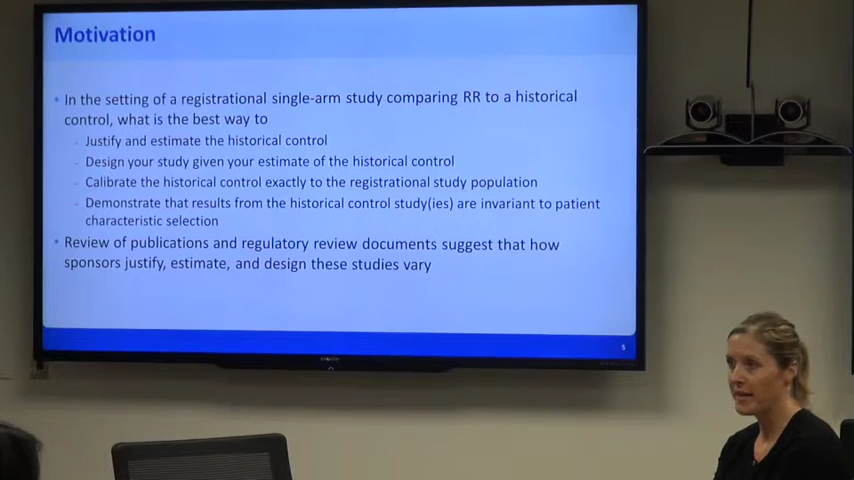 Motivation
• In the setting of a registrational single-arm study comparing RR to a historical
control, what is the best way to
- Justify and estimate the historical control
- Design your study given your estimate of the historical control
- Calibrate the historical control exactly to the registrational study population
- Demonstrate that results from the historical control study(ies) are invariant to patient
characteristic selection
• Review of publications and regulatory review documents suggest that how
sponsors justify, estimate, and design these studies vary
5